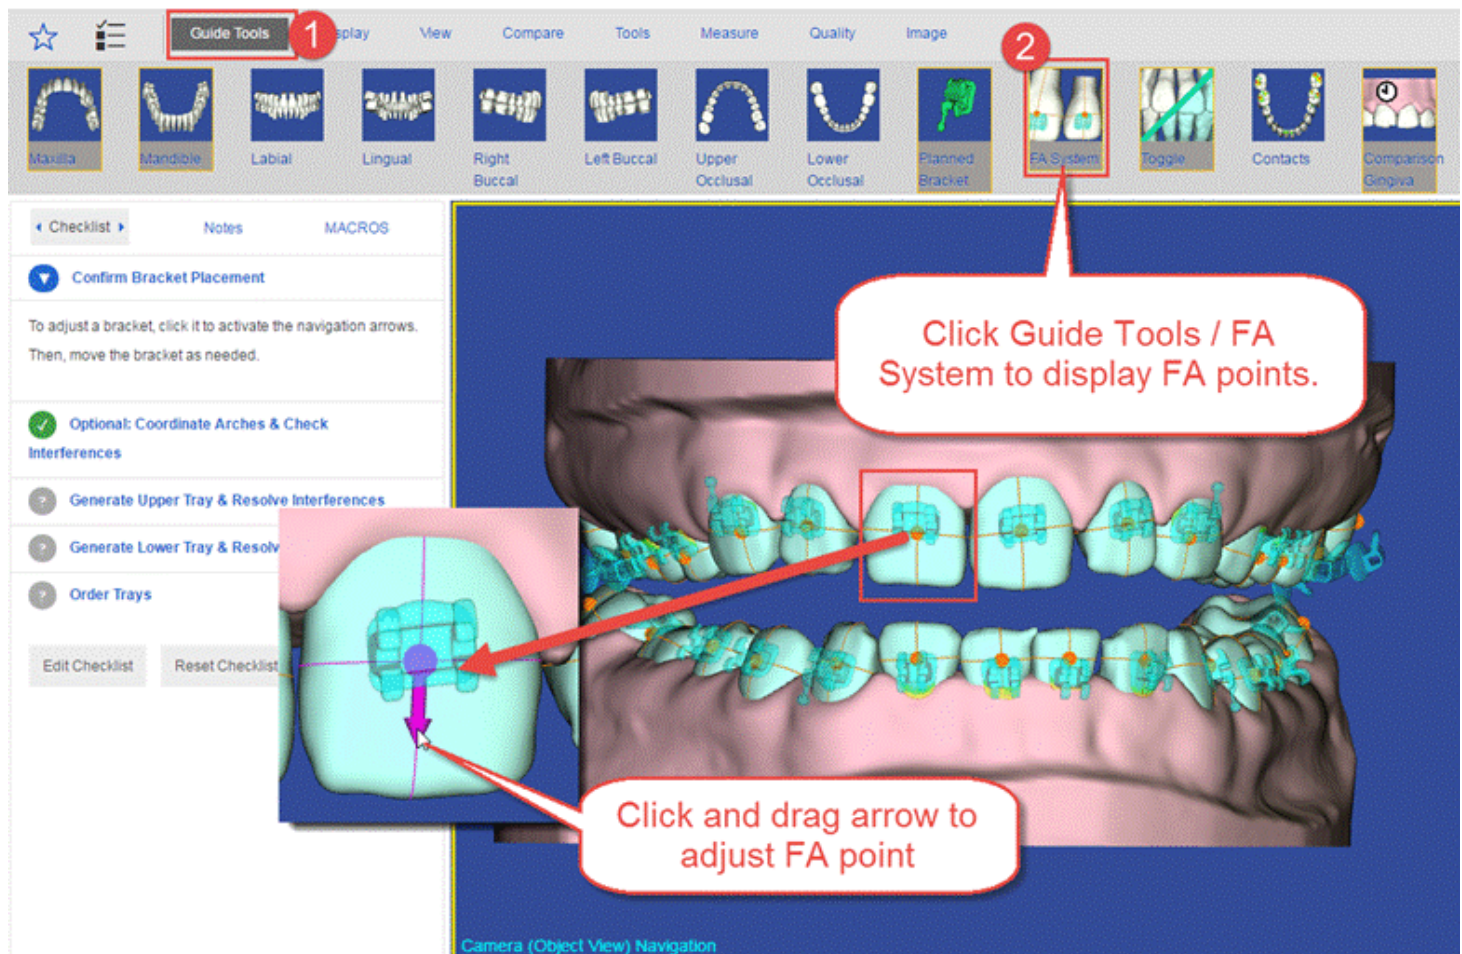 Guide Tools
1
splay
View
Compare
Tools
Measure
Quality
Image
2
Maxilla
Mandible
Labial
Lingual
Right
Buccal
Left Buccal
Upper
Occlusal
Lower
Occlusal
Planned
Bracket
FA System
Toggle
Contacts
Comparison
Gingiva
Checklist
Notes
MACROS
Confirm Bracket Placement
To adjust a bracket, click it to activate the navigation arrows.
Then, move the bracket as needed.
Optional: Coordinate Arches & Check
Interferences
Generate Upper Tray & Resolve Interferences
Generate Lower Tray & Resolv
Order Trays
Edit Checklist
Reset Checklist
Click Guide Tools / FA
System to display FA points.
Click and drag arrow to
adjust FA point
Camera (Object View) Navigation